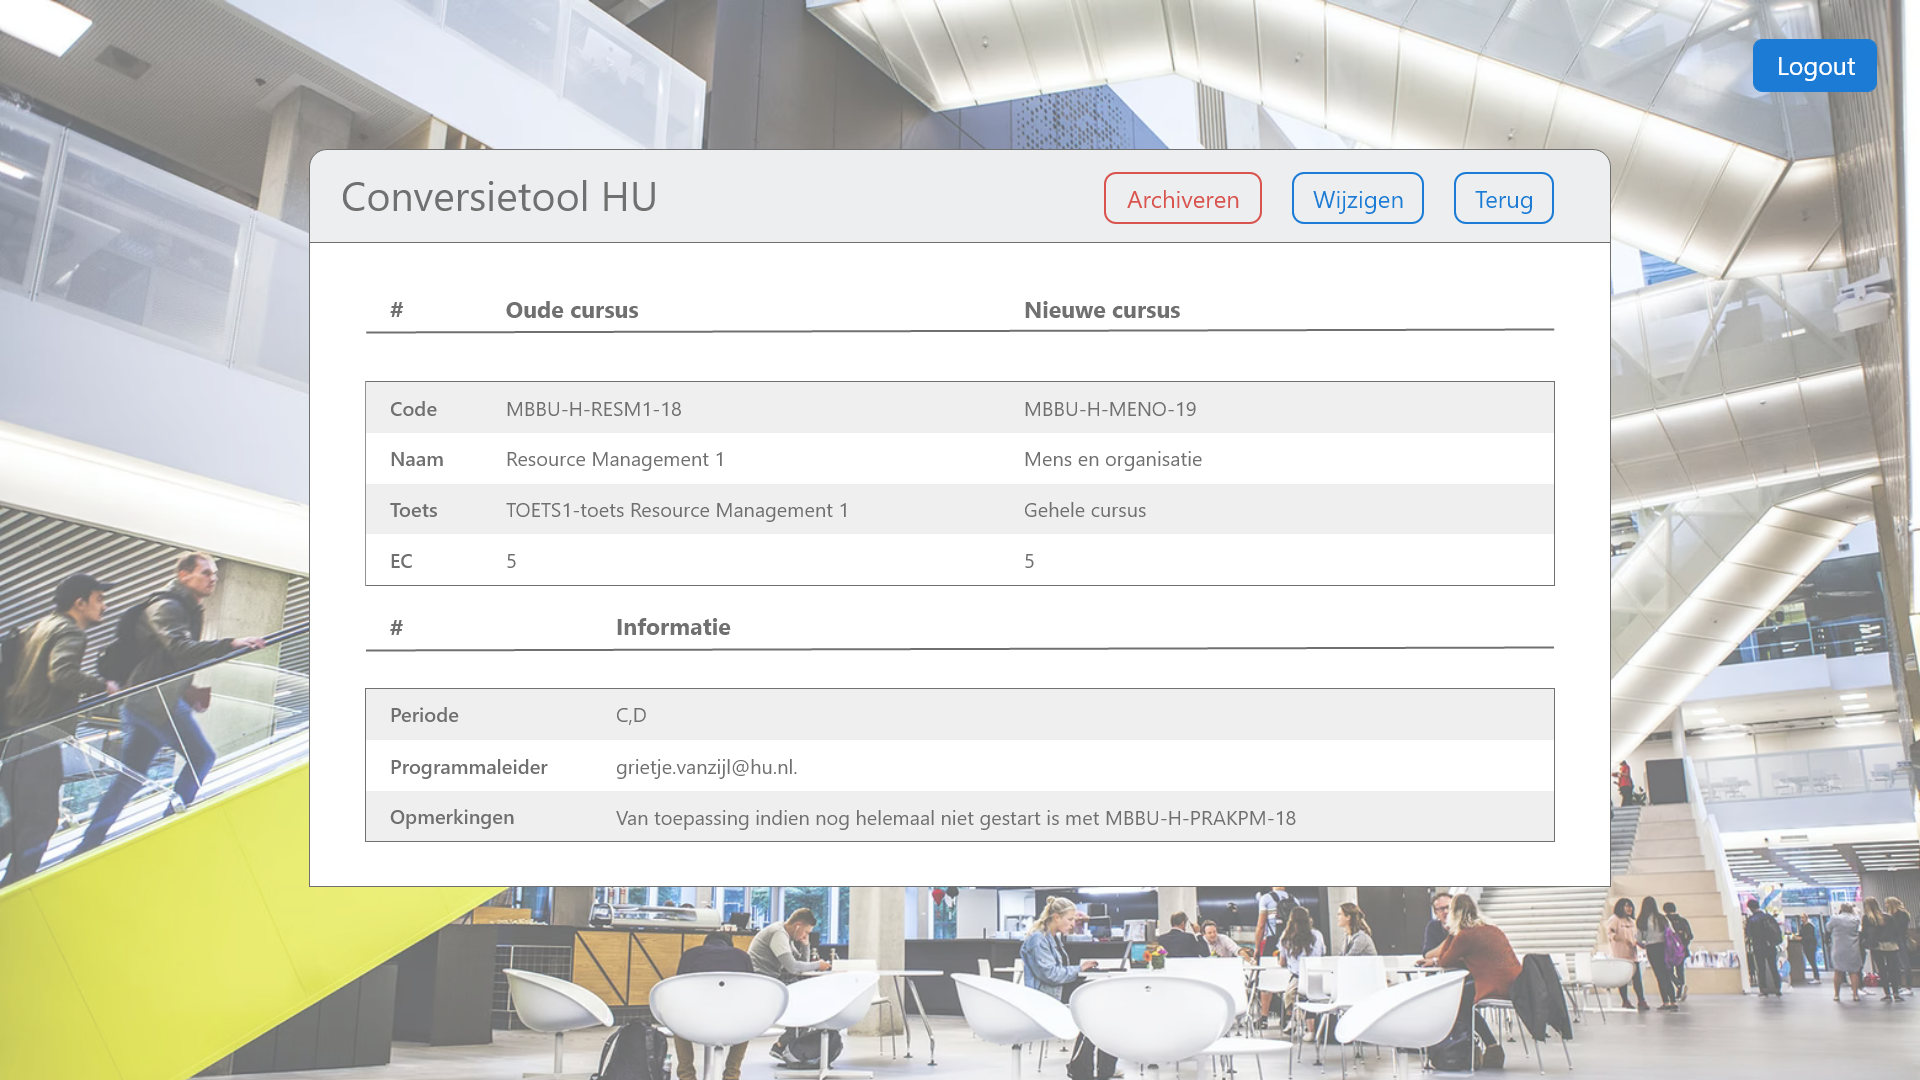 Logout
Conversietool HU
Archiveren Wijzigen Terug
# Oude cursus Nieuwe cursus
Code MBBU-H-RESM1-18 MBBU-H-MENO-19
Naam Resource Management 1 Mens en organisatie
Toets TOETS1-toets Resource Management 1 Gehele cursus
EC 5 5
# Informatie
Periode C,D
Programmaleider grietje.vanzijl@hu.nl.
Opmerkingen Van toepassing indien nog helemaal niet gestart is met MBBU-H-PRAKPM-18